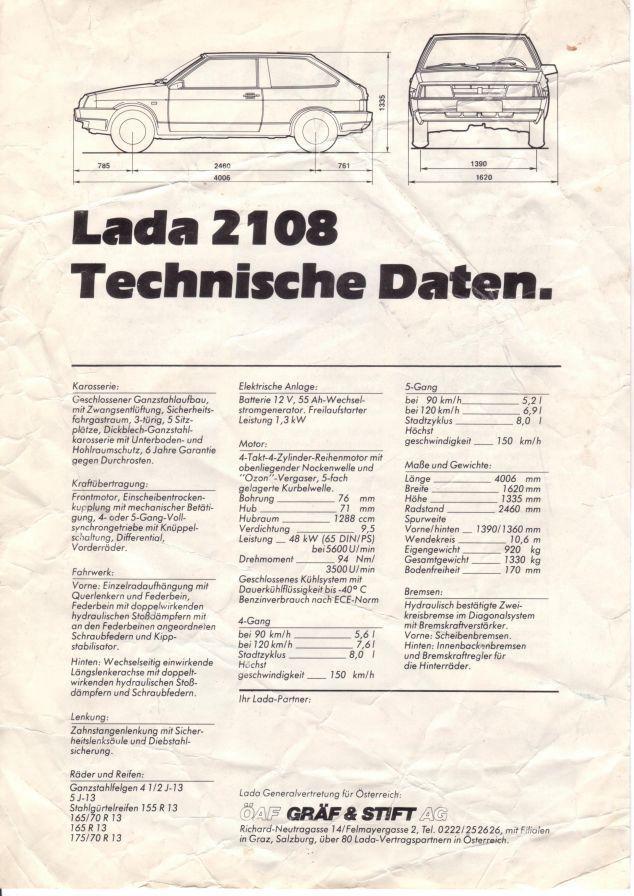 1335
785
2460
761
4006
1390
1620
Lada 2108
Technische Daten.
Karosserie:
Geschlossener Ganzstahlaufbau,
mit Zwangsentlüftung, Sicherheits-
fahrgastraum, 3-türig, 5 Sitz-
plätze, Dickblech-Ganzstahl-
karosserie mit Unterboden- und
Hohlraumschutz, 6 Jahre Garantie
gegen Durchrosten.
Kraftübertragung:
Frontmotor, Einscheibentrocken-
kupplung mit mechanischer Betäti-
gung, 4- oder 5-Gang-Voll-
synchrongetriebe mit Knüppel-
schaltung, Differential,
Vorderräder.
Fahrwerk:
Vorne: Einzelradaufhängung mit
Querlenkern und Federbein,
Federbein mit doppelwirkenden
hydraulischen Stoßdämpfern mit
an den Federbeinen angeordneten
Schraubfedern und Kipp-
stabilisator.
Hinten: Wechselseitig einwirkende
Längslenkerachse mit doppelt-
wirkenden hydraulischen Stoß-
dämpfern und Schraubfedern.
Lenkung:
Zahnstangenlenkung mit Sicher-
heitslenksäule und Diebstahl-
sicherung.
Räder und Reifen:
Ganzstahlfelgen 4 1/2 J-13
5 J-13
Stahlgürtelreifen 155 R 13
165/70 R 13
165 R 13
175/70 R 13
Elektrische Anlage:
Batterie 12 V, 55 Ah-Wechsel-
stromgenerator. Freilaufstarter
Leistung 1,3 kW
Motor:
4-Takt-4-Zylinder-Reihenmotor mit
obenliegender Nockenwelle und
"Ozon"-Vergaser, 5-fach
gelagerte Kurbelwelle.
Bohrung 76 mm
Hub 71 mm
Hubraum 1288 ccm
Verdichtung 9,5
Leistung 48 kW (65 DIN/PS)
bei 5600 U/min
Drehmoment 94 Nm/
3500 U/min
Geschlossenes Kühlsystem mit
Dauerkühlflüssigkeit bis -40° C
Benzinverbrauch nach ECE-Norm
4-Gang
bei 90 km/h 5,6 l
bei 120 km/h 7,6 l
Stadtzyklus 8,0 l
Höchst
geschwindigkeit 150 km/h
Ihr Lada-Partner:
5-Gang
bei 90 km/h 5,2 l
bei 120 km/h 6,9 l
Stadtzyklus 8,0 l
Höchst
geschwindigkeit 150 km/h
Maße und Gewichte:
Länge 4006 mm
Breite 1620 mm
Höhe 1335 mm
Radstand 2460 mm
Spurweite
Vorne/hinten 1390/1360 mm
Wendekreis 10,6 m
Eigengewicht 920 kg
Gesamtgewicht 1330 kg
Bodenfreiheit 170 mm
Bremsen:
Hydraulisch bestätigte Zwei-
kreisbremse im Diagonalsystem
mit Bremskraftverstärker.
Vorne: Scheibenbremsen.
Hinten: Innenbackenbremsen
und Bremskraftregler für
die Hinterräder.
Lada Generalvertretung für Österreich:
ÖAF GRÄF & STIFT AG
Richard-Neutragasse 14/Felmayergasse 2, Tel. 0222/252626, mit Filialen
in Graz, Salzburg, über 80 Lada-Vertragspartnern in Österreich.